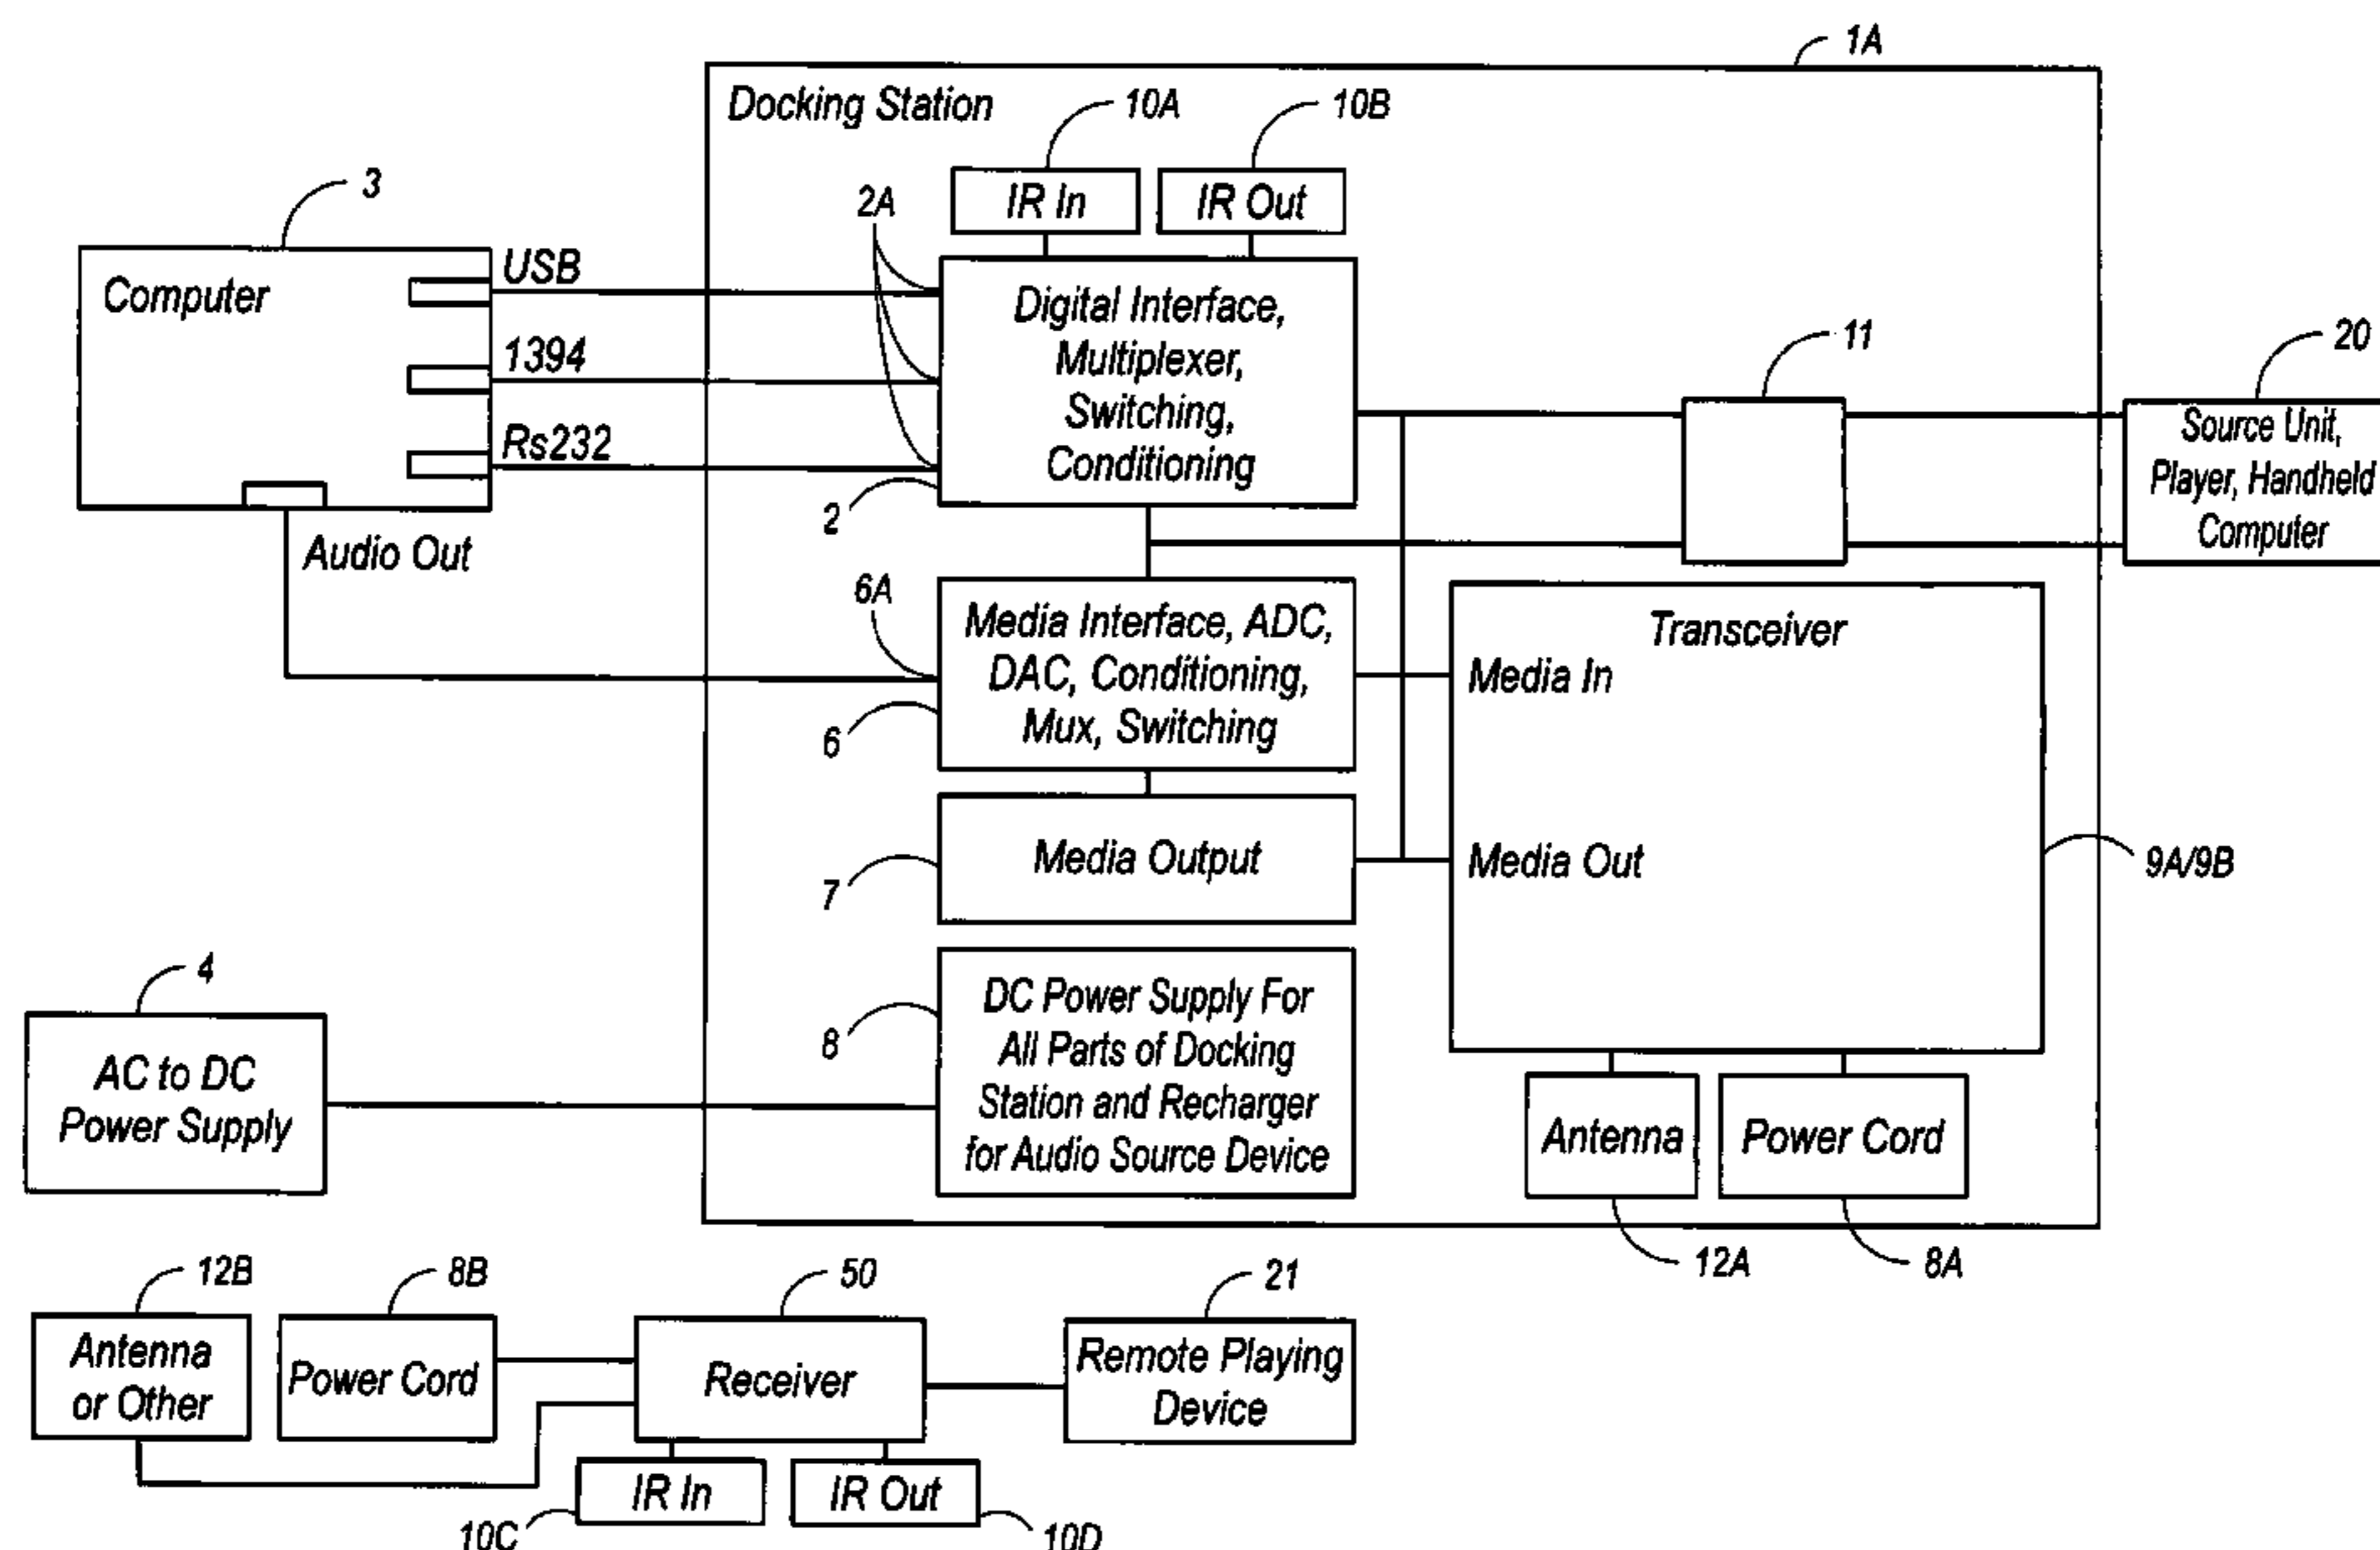 1A
Docking Station
10A
10B
3
2A
IR In
IR Out
Computer
USB
1394
Rs232
Audio Out
Digital Interface,
Multiplexer,
Switching,
Conditioning
2
11
20
Source Unit,
Player, Handheld
Computer
6A
Media Interface, ADC,
DAC, Conditioning,
Mux, Switching
6
Transceiver
Media In
Media Out
9A/9B
Media Output
7
4
AC to DC
Power Supply
8
DC Power Supply For
All Parts of Docking
Station and Recharger
for Audio Source Device
Antenna
Power Cord
12A
8A
12B
8B
50
21
Antenna
or Other
Power Cord
Receiver
Remote Playing
Device
IR In
IR Out
10C
10D